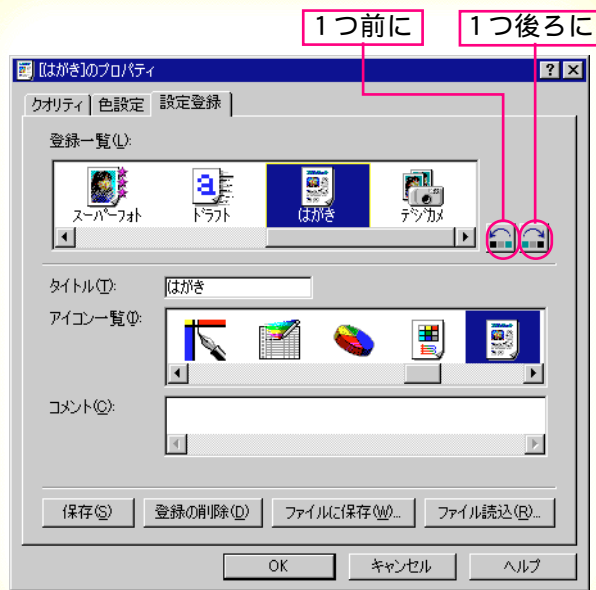 1つ前に
1つ後ろに
[はがき]のプロパティ
クオリティ
色設定
設定登録
登録一覧(L):
スーパーフォト
ドラフト
はがき
デジカメ
タイトル(T):
はがき
アイコン一覧(I):
コメント(C):
保存(S)
登録の削除(D)
ファイルに保存(W)...
ファイル読込(R)...
OK
キャンセル
ヘルプ